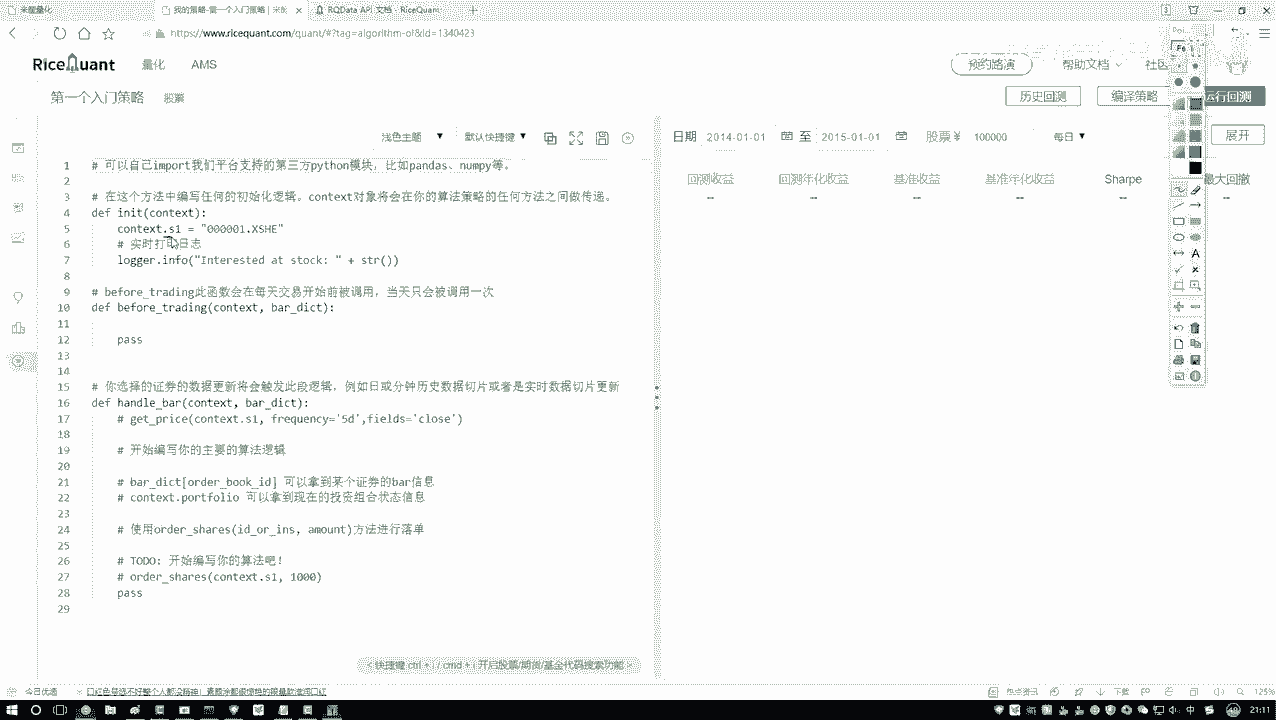 我的策略-第一个入门策略 | 米
RQData API 文档 - RiceQuan
https://www.ricequant.com/quant/#?tag=algorithm-of&id=1340423
RiceQuant 量化 AMS 预约路演 帮助文档 社区
第一个入门策略 股票 历史回测 编译策略 运行回测
浅色主题 默认快捷键 日期 2014-01-01 至 2015-01-01 股票¥ 100000 每日 展开
回测收益 回测年化收益 基准收益 基准年化收益 Sharpe 最大回撤
-- -- -- -- -- --
1 # 可以自己import我们平台支持的第三方python模块，比如pandas、numpy等。
2
3 # 在这个方法中编写任何的初始化逻辑。context对象将会在你的算法策略的任何方法之间做传递。
4 def init(context):
5 context.s1 = "000001.XSHE"
6 # 实时打印日志
7 logger.info("Interested at stock: " + str())
8
9 # before_trading此函数会在每天交易开始前被调用，当天只会被调用一次
10 def before_trading(context, bar_dict):
11
12 pass
13
14
15 # 你选择的证券的数据更新将会触发此段逻辑，例如日或分钟历史数据切片或者是实时数据切片更新
16 def handle_bar(context, bar_dict):
17 # get_price(context.s1, frequency='5d',fields='close')
18
19 # 开始编写你的主要的算法逻辑
20
21 # bar_dict[order_book_id] 可以拿到某个证券的bar信息
22 # context.portfolio 可以拿到现在的投资组合状态信息
23
24 # 使用order_shares(id_or_ins, amount)方法进行落单
25
26 # TODO: 开始编写你的算法吧！
27 # order_shares(context.s1, 1000)
28 pass
29
快捷键 ctrl + i / cmd + i 开启股票/期货/基金代码搜索功能
今日优选 热点资讯 下载 125%
中 21:11